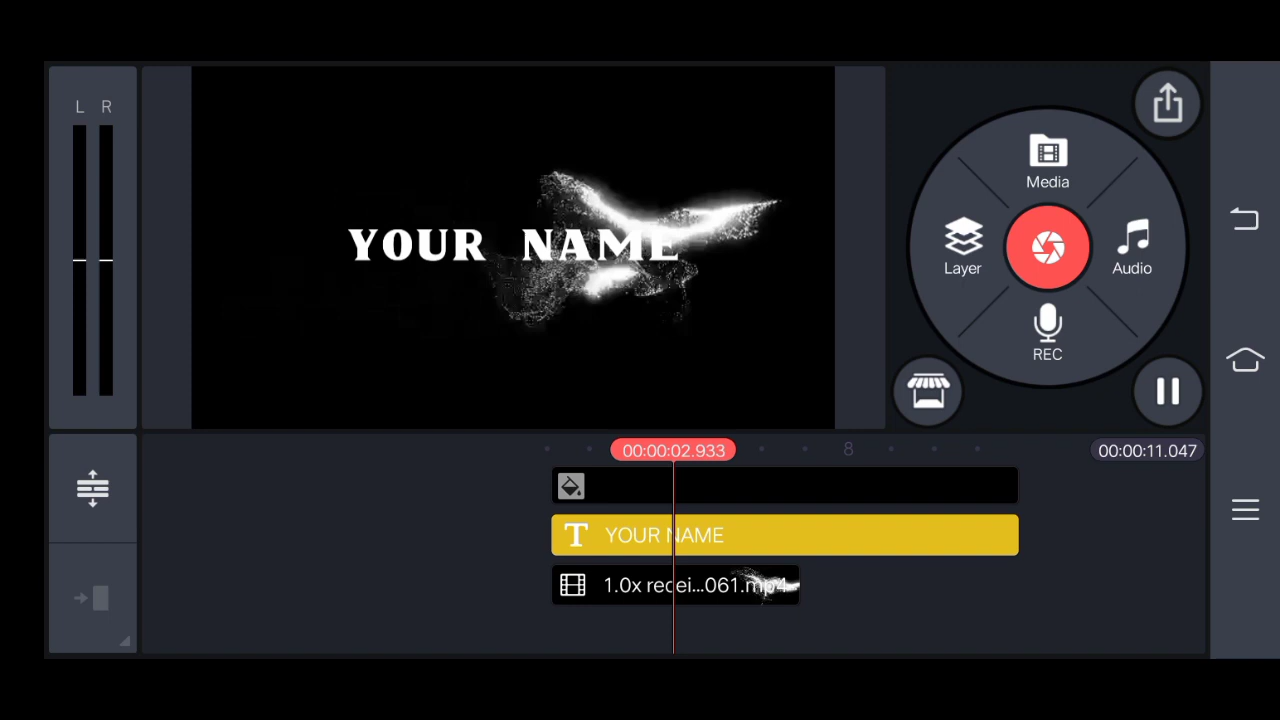 L R
YOUR NAME
Media
Layer
Audio
REC
00:00:02.933
8
00:00:11.047
T YOUR NAME
1.0x redei...061.mp4